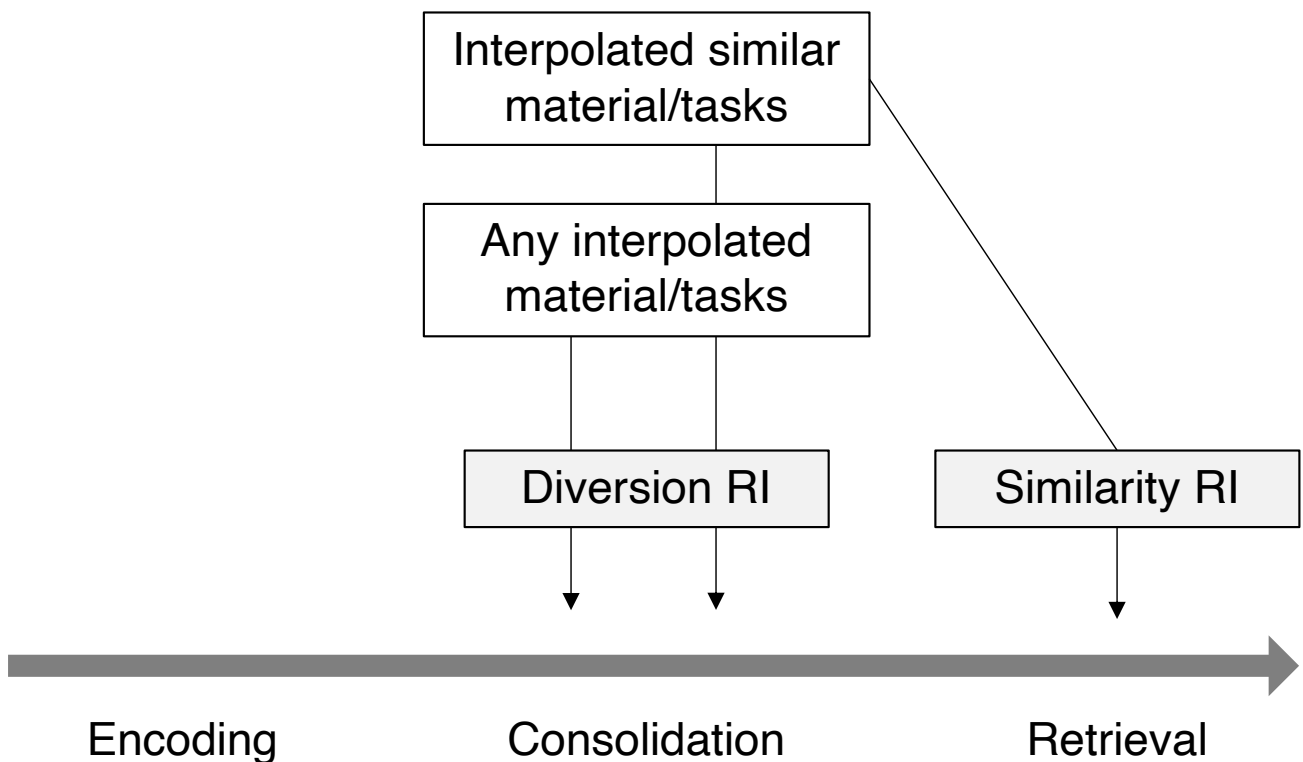 Interpolated similar
material/tasks
Any interpolated
material/tasks
Diversion RI
Similarity RI
Encoding
Consolidation
Retrieval